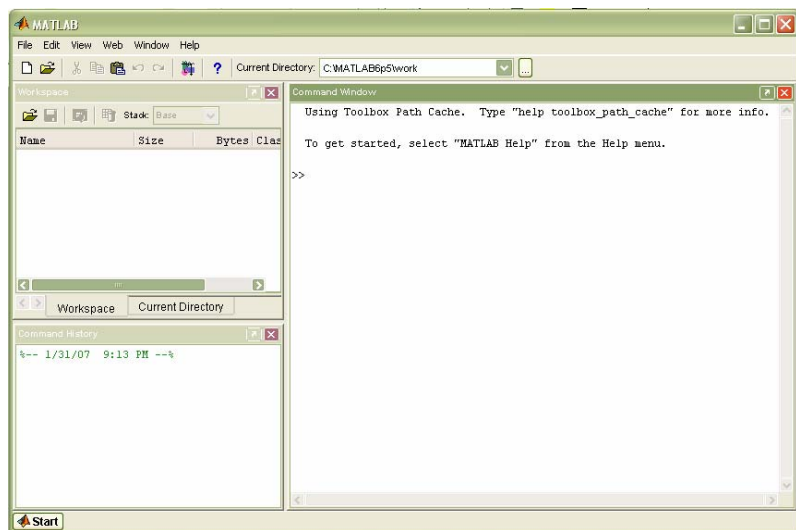 MATLAB
File Edit View Web Window Help
? Current Directory: C:\MATLAB6p5\work ...
Workspace
Stack: Base
Name Size Bytes Clas
Workspace Current Directory
Command History
%-- 1/31/07 9:13 PM --%
Command Window
Using Toolbox Path Cache. Type "help toolbox_path_cache" for more info.
To get started, select "MATLAB Help" from the Help menu.
>>
Start